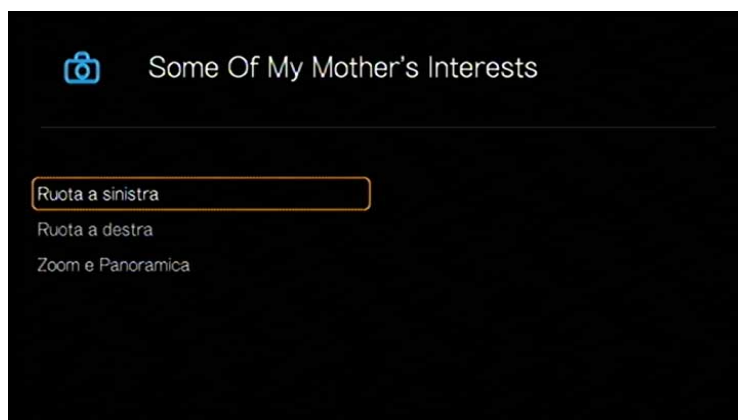 Some Of My Mother's Interests
Ruota a sinistra
Ruota a destra
Zoom e Panoramica